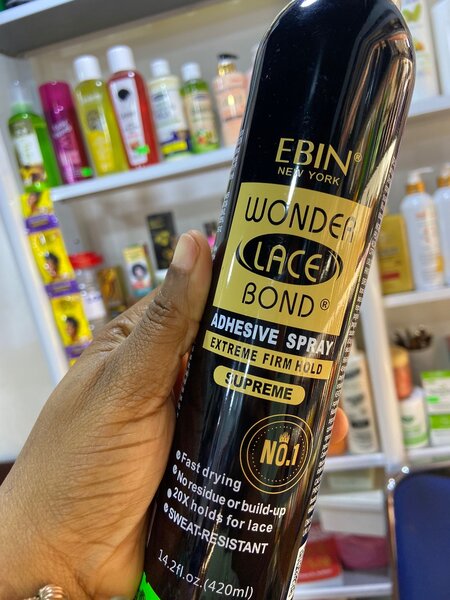 EBIN®
NEW YORK
WONDER
LACE
BOND®
ADHESIVE SPRAY
EXTREME FIRM HOLD
SUPREME
NO.1
Fast drying
No residue or build-up
20X holds for lace
SWEAT-RESISTANT
14.2fl.oz.(420ml)